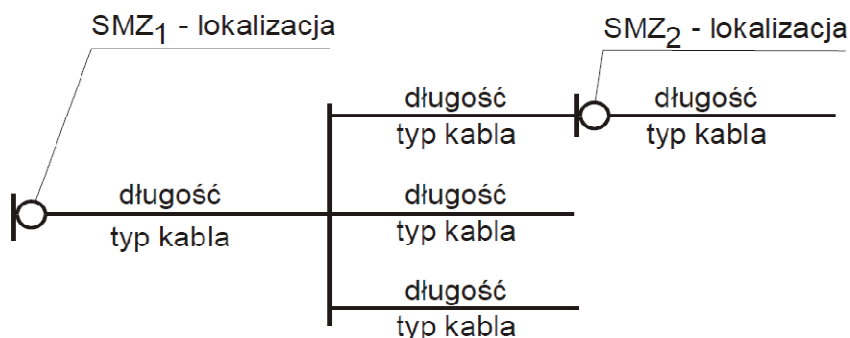 SMZ1 - lokalizacja
SMZ2 - lokalizacja
długość
typ kabla
długość
typ kabla
długość
typ kabla
długość
typ kabla
długość
typ kabla